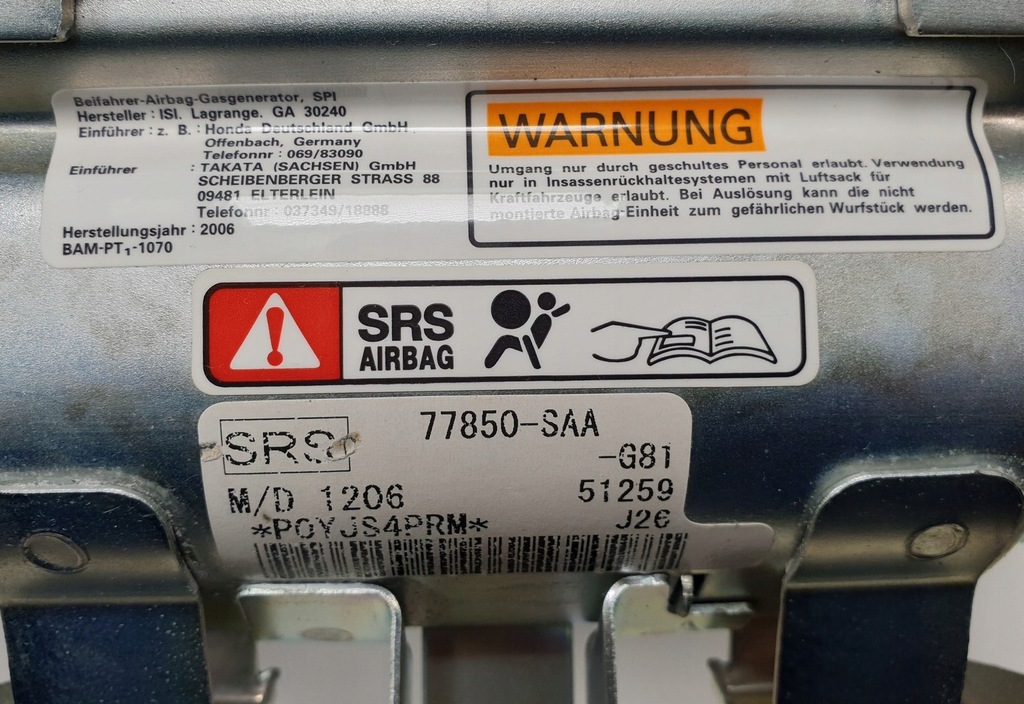 Beifahrer-Airbag-Gasgenerator, SPI
Hersteller : ISI. Lagrange. GA 30240
Einführer : z. B. : Honda Deutschland GmbH
Offenbach, Germany
Telefonnr : 069/83090
Einführer : TAKATA (SACHSEN) GmbH
SCHEIBENBERGER STRASS 88
09481 ELTERLEIN
Telefonnr : 037349/18888
Herstellungsjahr : 2006
BAM-PT₁-1070
WARNUNG
Umgang nur durch geschultes Personal erlaubt. Verwendung
nur in Insassenrückhaltesystemen mit Luftsack für
Kraftfahrzeuge erlaubt. Bei Auslösung kann die nicht
montierte Airbag-Einheit zum gefährlichen Wurfstück werden.
SRS
AIRBAG
SRS
77850-SAA
-G81
M/D 1206
51259
*P0YJS4PRM*
J26